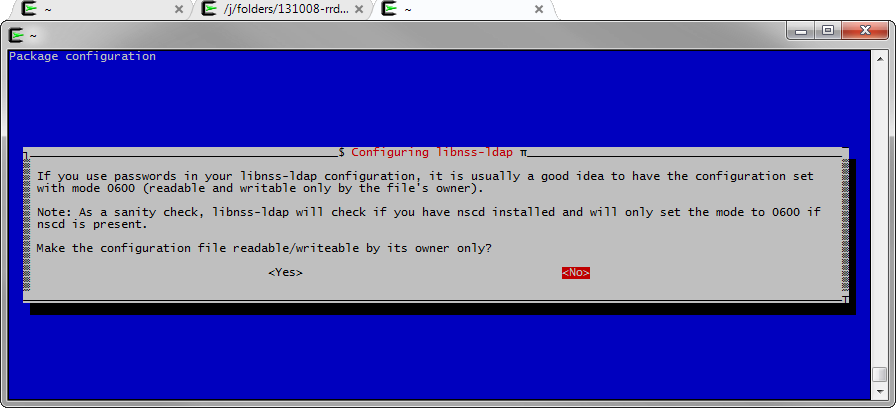 ~
/j/folders/131008-rrd...
~
~
Package configuration
$ Configuring libnss-ldap π
If you use passwords in your libnss-ldap configuration, it is usually a good idea to have the configuration set
with mode 0600 (readable and writable only by the file's owner).
Note: As a sanity check, libnss-ldap will check if you have nscd installed and will only set the mode to 0600 if
nscd is present.
Make the configuration file readable/writeable by its owner only?
<Yes> <No>